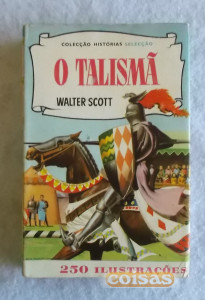 COLECÇÃO HISTÓRIAS SELECÇÃO
O TALISMÃ
WALTER SCOTT
250 ILUSTRAÇÕES
coisas